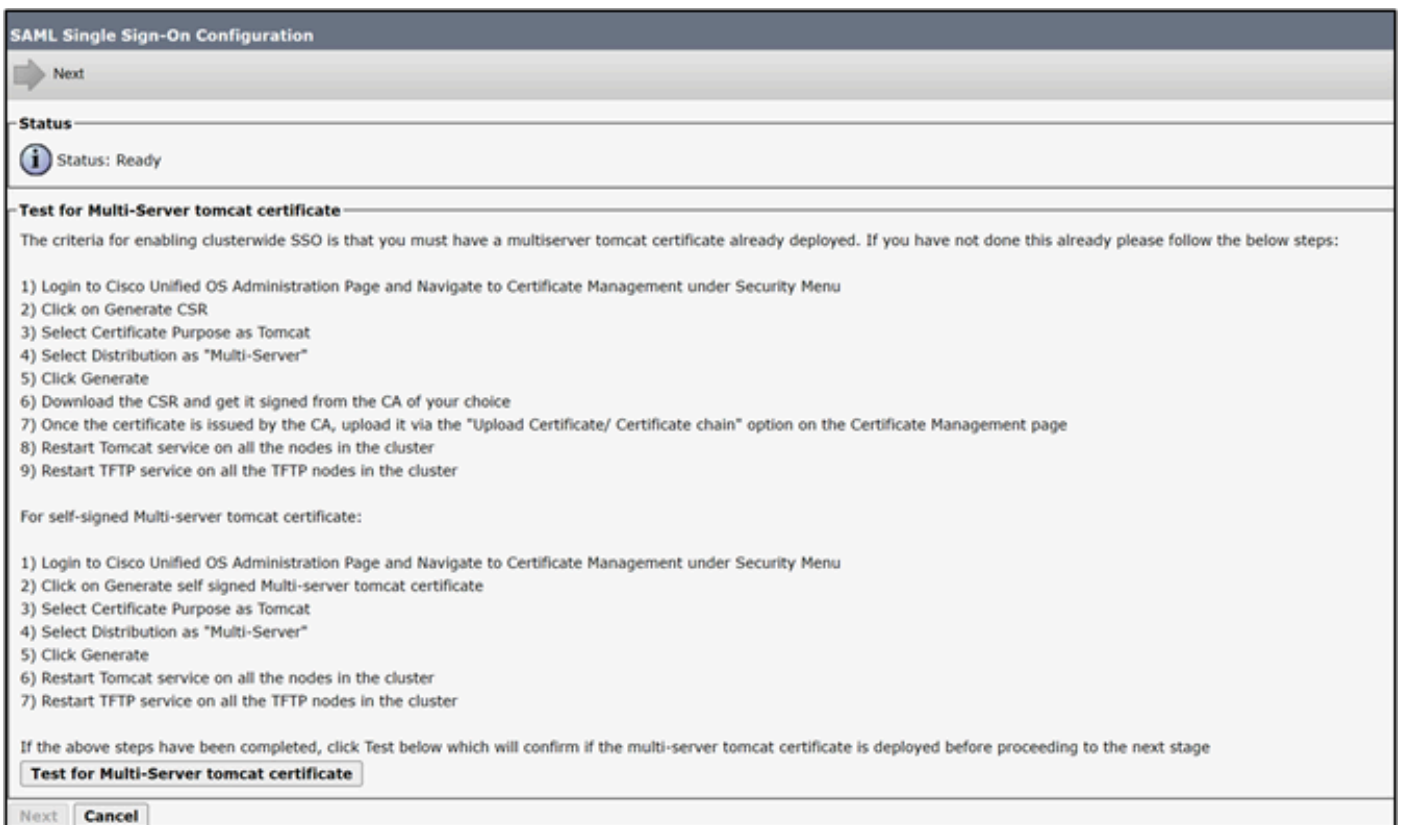 SAML Single Sign-On Configuration
Next
Status
Status: Ready
Test for Multi-Server tomcat certificate
The criteria for enabling clusterwide SSO is that you must have a multiserver tomcat certificate already deployed. If you have not done this already please follow the below steps:
1) Login to Cisco Unified OS Administration Page and Navigate to Certificate Management under Security Menu
2) Click on Generate CSR
3) Select Certificate Purpose as Tomcat
4) Select Distribution as "Multi-Server"
5) Click Generate
6) Download the CSR and get it signed from the CA of your choice
7) Once the certificate is issued by the CA, upload it via the "Upload Certificate/ Certificate chain" option on the Certificate Management page
8) Restart Tomcat service on all the nodes in the cluster
9) Restart TFTP service on all the TFTP nodes in the cluster
For self-signed Multi-server tomcat certificate:
1) Login to Cisco Unified OS Administration Page and Navigate to Certificate Management under Security Menu
2) Click on Generate self signed Multi-server tomcat certificate
3) Select Certificate Purpose as Tomcat
4) Select Distribution as "Multi-Server"
5) Click Generate
6) Restart Tomcat service on all the nodes in the cluster
7) Restart TFTP service on all the TFTP nodes in the cluster
If the above steps have been completed, click Test below which will confirm if the multi-server tomcat certificate is deployed before proceeding to the next stage
Test for Multi-Server tomcat certificate
Next Cancel